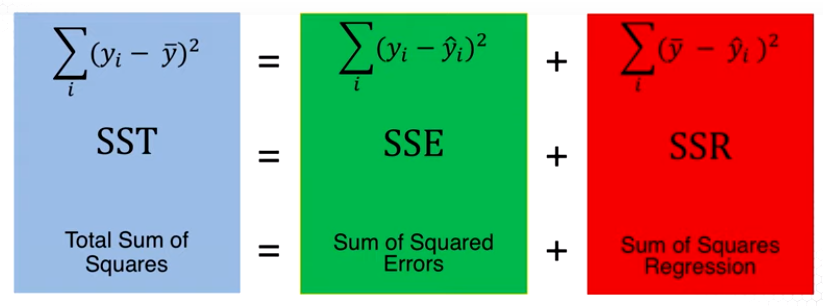 ∑(yᵢ − ȳ)² = ∑(yᵢ − ŷᵢ)² + ∑(ȳ − ŷᵢ)²
i i i
SST = SSE + SSR
Total Sum of = Sum of Squared + Sum of Squares
Squares Errors Regression